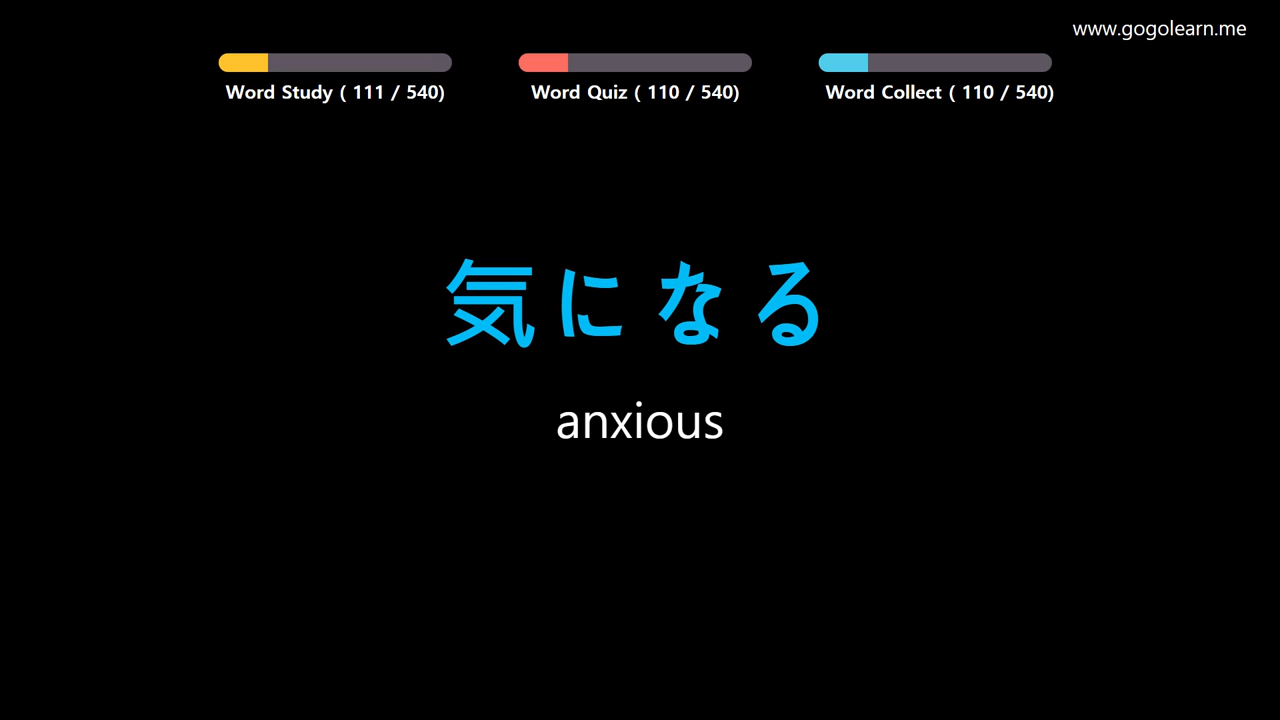 www.gogolearn.me
Word Study ( 111 / 540)
Word Quiz ( 110 / 540)
Word Collect ( 110 / 540)
気になる
anxious